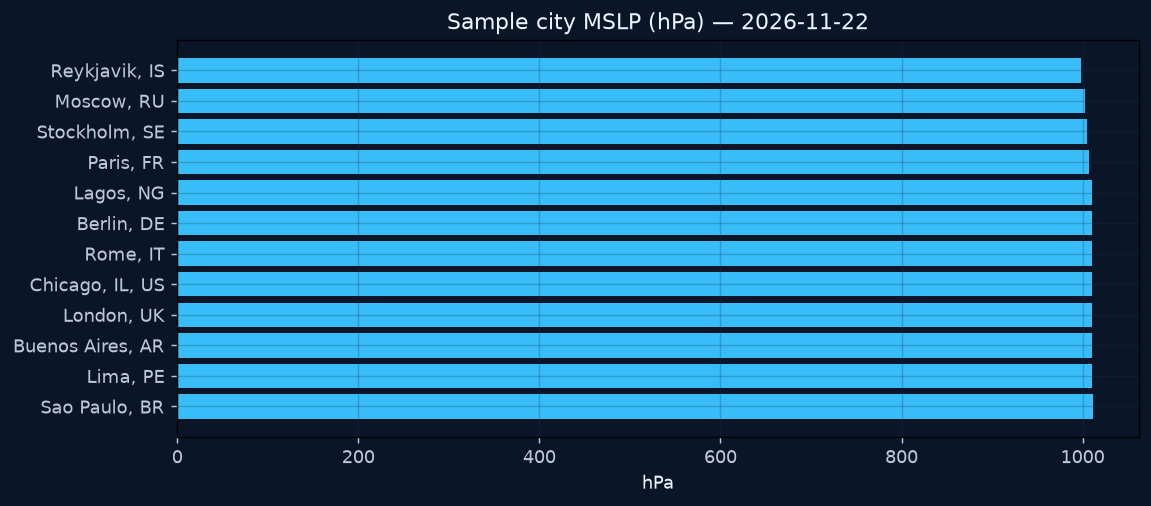 Sample city MSLP (hPa) — 2026-11-22
Reykjavik, IS
Moscow, RU
Stockholm, SE
Paris, FR
Lagos, NG
Berlin, DE
Rome, IT
Chicago, IL, US
London, UK
Buenos Aires, AR
Lima, PE
Sao Paulo, BR
0 200 400 600 800 1000
hPa